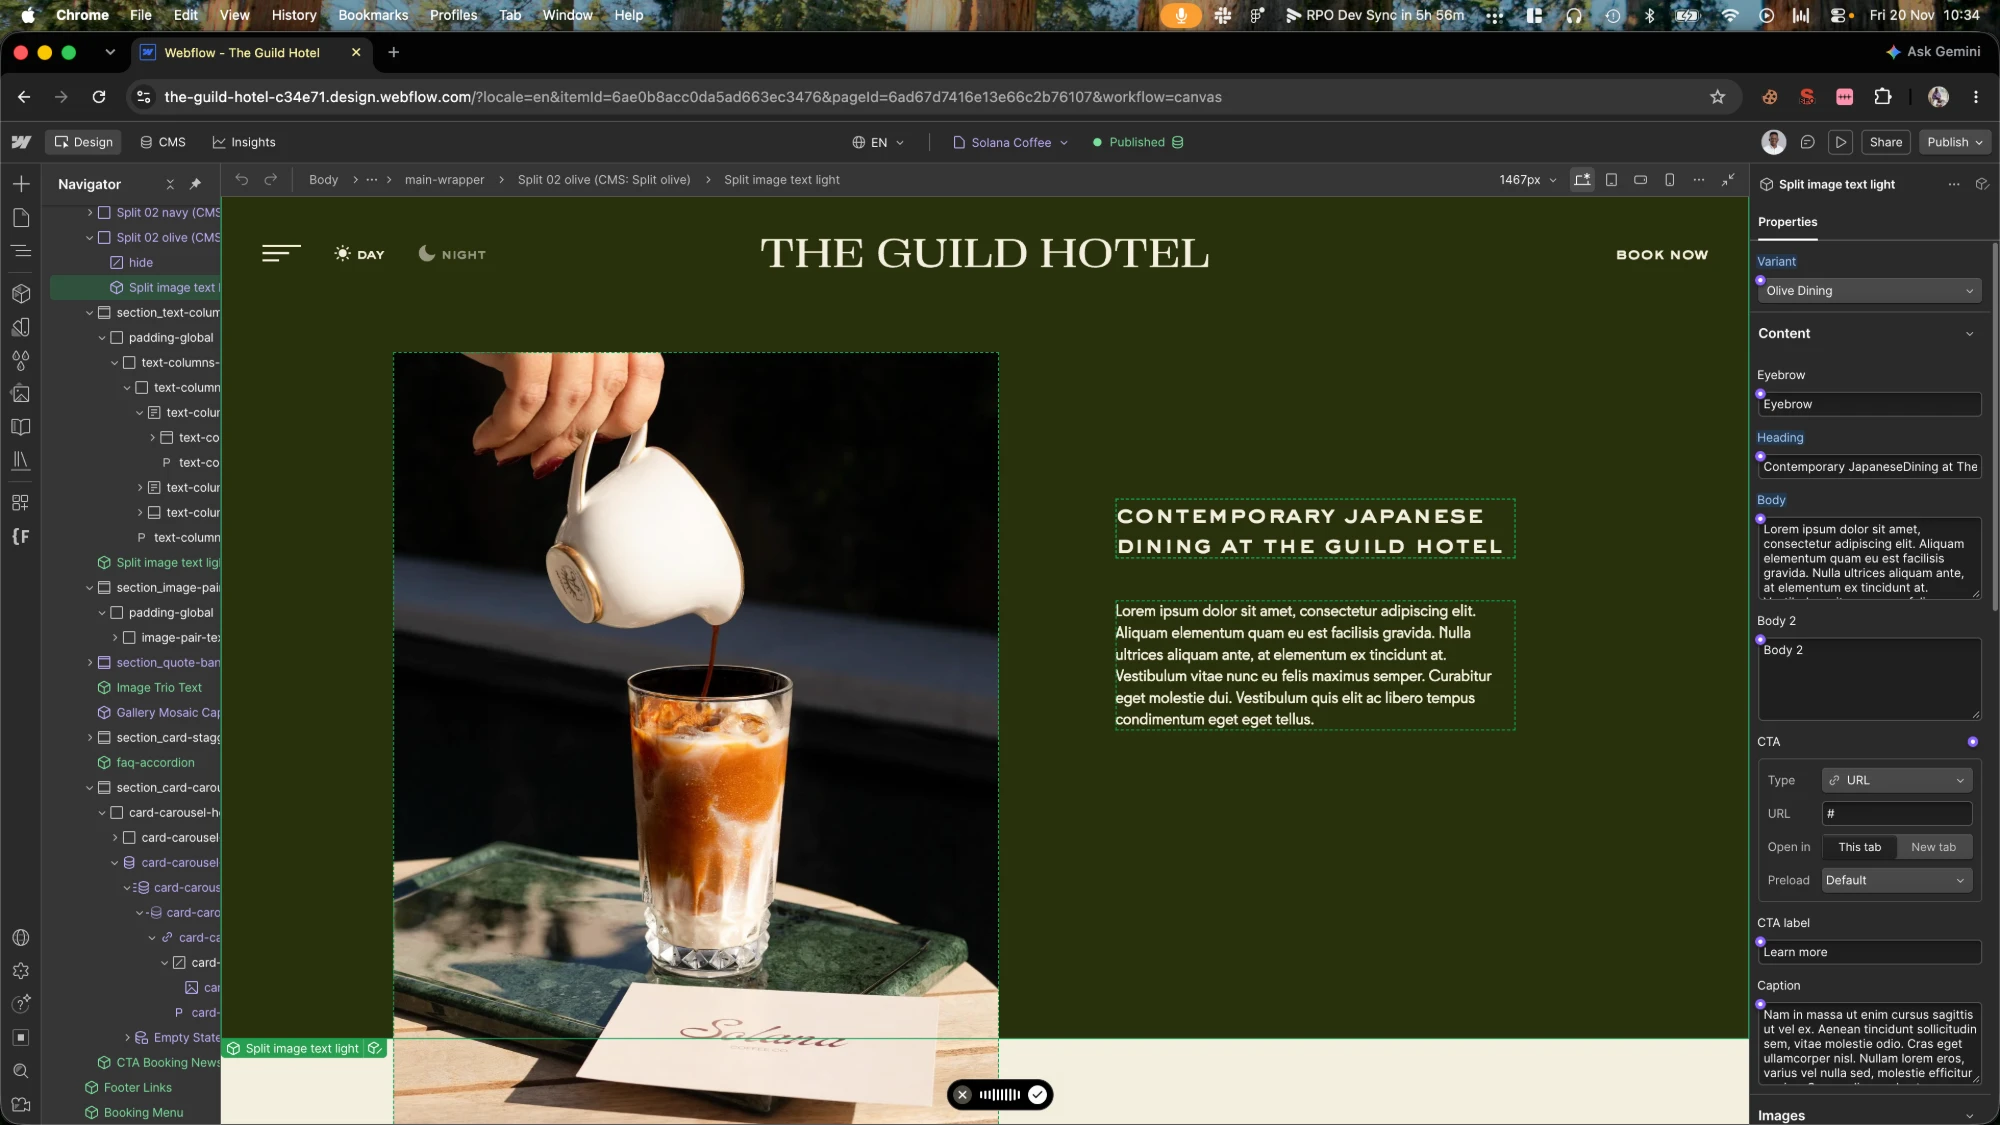 Chrome File Edit View History Bookmarks Profiles Tab Window Help
RPO Dev Sync in 5h 56m
Fri 20 Nov 10:34
Webflow - The Guild Hotel
Ask Gemini
the-guild-hotel-c34e71.design.webflow.com/?locale=en&itemId=6ae0b8acc0da5ad663ec3476&pageId=6ad67d7416e13e66c2b76107&workflow=canvas
Design CMS Insights
EN
Solana Coffee
Published
Share
Publish
Navigator
Split 02 navy (CMS
Split 02 olive (CMS
hide
Split image text l
section_text-colum
padding-global
text-columns-
text-column
text-colur
text-co
text-co
text-colur
text-colur
text-column
Split image text lig
section_image-pai
padding-global
image-pair-te
section_quote-ban
Image Trio Text
Gallery Mosaic Cap
section_card-stagg
faq-accordion
section_card-carou
card-carousel-h
card-carousel
card-carousel
card-carous
card-carc
card-ca
card-
car
card-
Empty State
CTA Booking News
Footer Links
Booking Menu
Body ··· main-wrapper Split 02 olive (CMS: Split olive) Split image text light
1467px
DAY
NIGHT
THE GUILD HOTEL
BOOK NOW
CONTEMPORARY JAPANESE
DINING AT THE GUILD HOTEL
Lorem ipsum dolor sit amet, consectetur adipiscing elit.
Aliquam elementum quam eu est facilisis gravida. Nulla
ultrices aliquam ante, at elementum ex tincidunt at.
Vestibulum vitae nunc eu felis maximus semper. Curabitur
eget molestie dui. Vestibulum quis elit ac libero tempus
condimentum eget eget tellus.
Solana
Split image text light
Split image text light
Properties
Variant
Olive Dining
Content
Eyebrow
Eyebrow
Heading
Contemporary JapaneseDining at The
Body
Lorem ipsum dolor sit amet,
consectetur adipiscing elit. Aliquam
elementum quam eu est facilisis
gravida. Nulla ultrices aliquam ante,
at elementum ex tincidunt at.
Body 2
Body 2
CTA
Type URL
URL #
Open in This tab New tab
Preload Default
CTA label
Learn more
Caption
Nam in massa ut enim cursus sagittis
ut vel ex. Aenean tincidunt sollicitudin
sem, vitae molestie odio. Cras eget
ullamcorper nisl. Nullam lorem eros,
varius vel nulla sed, molestie efficitur
Images